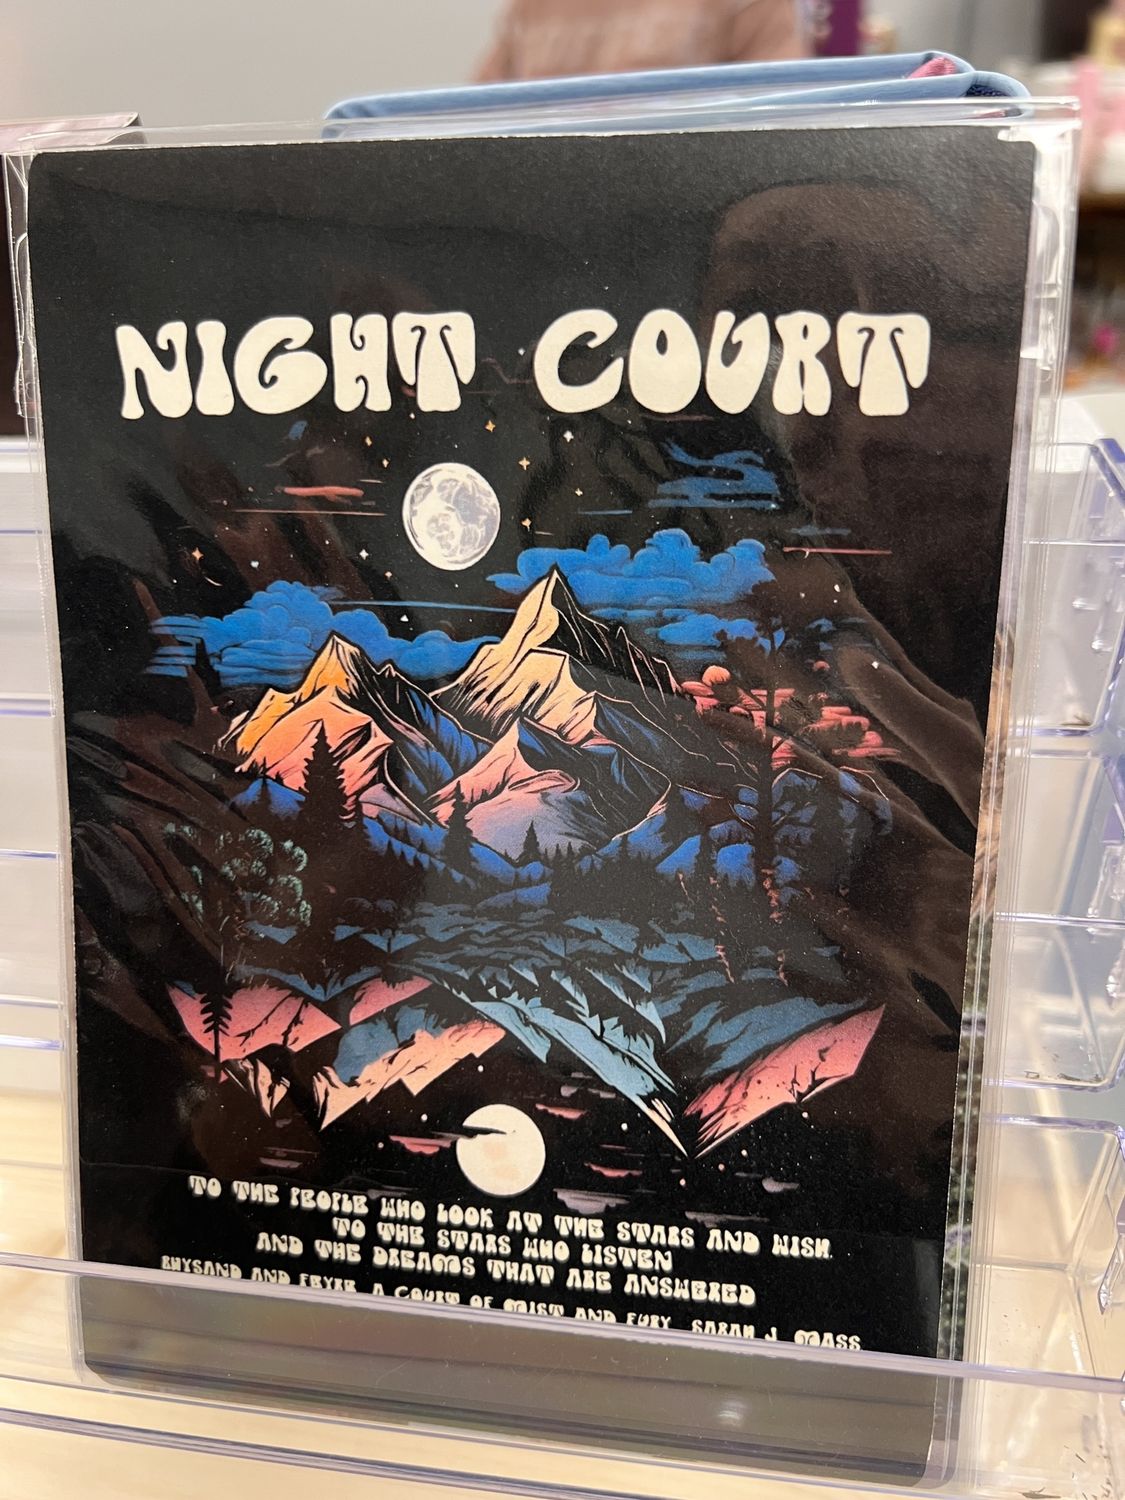 NIGHT COURT
TO THE PEOPLE WHO LOOK AT THE STARS AND WISH.
TO THE STARS WHO LISTEN
AND THE DREAMS THAT ARE ANSWERED
RHYSAND AND FEYRE A COURT OF MIST AND FURY SARAH J. MASS